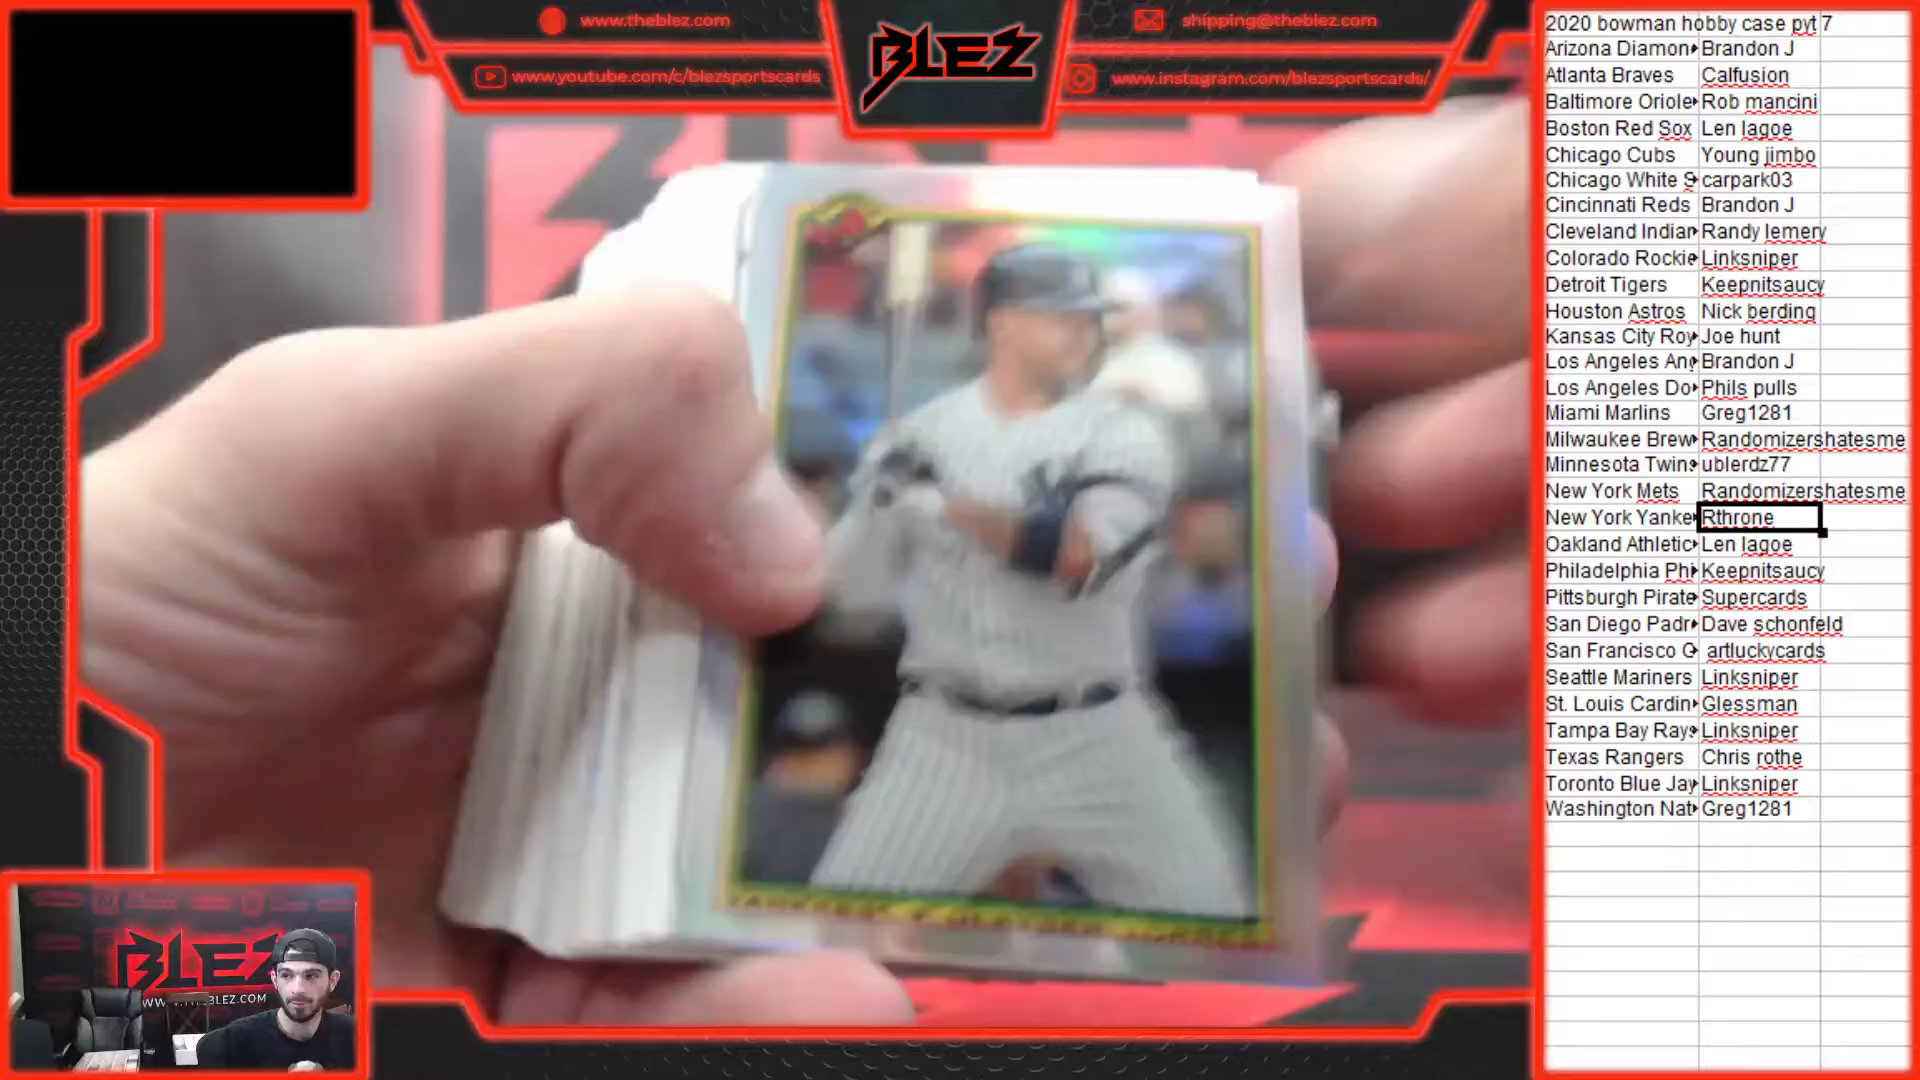 www.theblez.com
www.youtube.com/c/blezsportscards
BLEZ
shipping@theblez.com
www.instagram.com/blezsportscards/
2020 bowman hobby case pyt 7
Arizona Diamon Brandon J
Atlanta Braves Calfusion
Baltimore Oriole Rob mancini
Boston Red Sox Len lagoe
Chicago Cubs Young jimbo
Chicago White S carpark03
Cincinnati Reds Brandon J
Cleveland Indian Randy lemery
Colorado Rockie Linksniper
Detroit Tigers Keepnitsaucy
Houston Astros Nick berding
Kansas City Roy Joe hunt
Los Angeles Ang Brandon J
Los Angeles Do Phils pulls
Miami Marlins Greg1281
Milwaukee Brew Randomizershatesme
Minnesota Twins ublerdz77
New York Mets Randomizershatesme
New York Yanke Rthrone
Oakland Athletic Len lagoe
Philadelphia Phi Keepnitsaucy
Pittsburgh Pirate Supercards
San Diego Padr Dave schonfeld
San Francisco G artluckycards
Seattle Mariners Linksniper
St. Louis Cardin Glessman
Tampa Bay Rays Linksniper
Texas Rangers Chris rothe
Toronto Blue Jay Linksniper
Washington Nat Greg1281
BLEZ